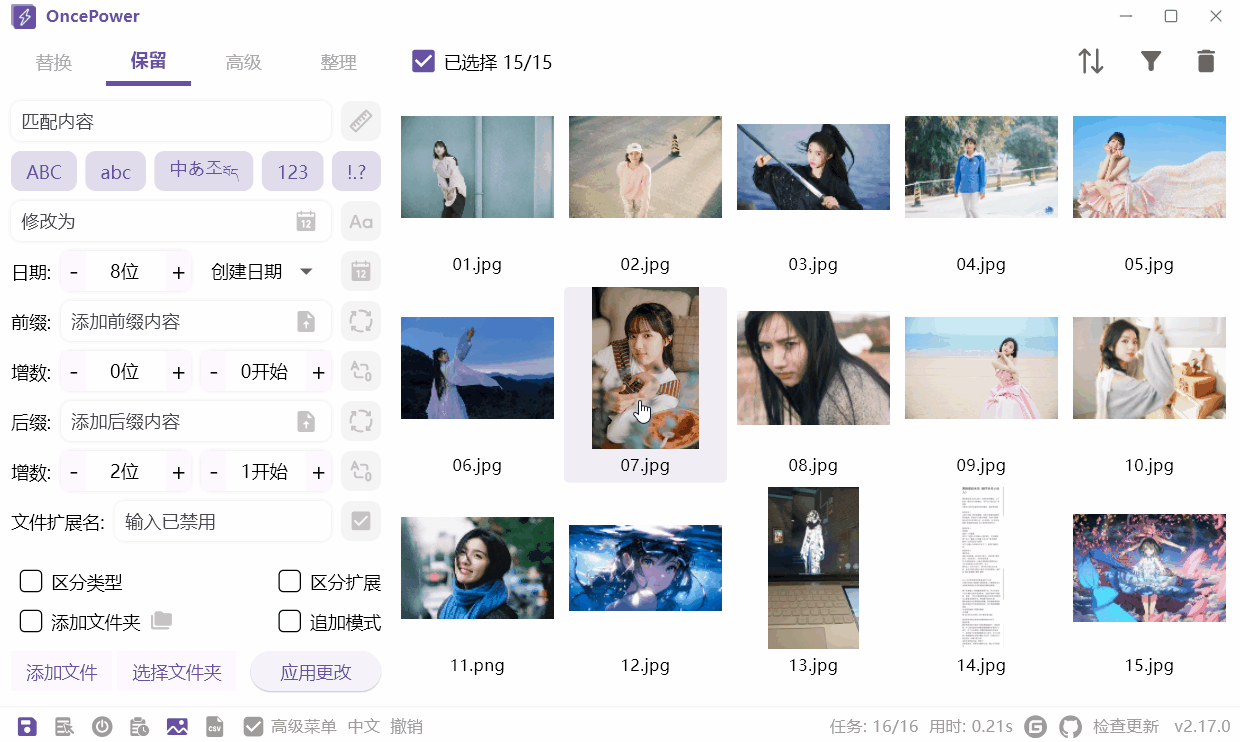 OncePower
替换 保留 高级 整理 已选择 15/15
匹配内容
ABC abc 中あ조ཀ 123 !.?
修改为 12 Aa
日期: - 8位 + 创建日期 12
前缀: 添加前缀内容
增数: - 0位 + - 0开始 +
后缀: 添加后缀内容
增数: - 2位 + - 1开始 +
文件扩展名: 输入已禁用
区分类型 区分扩展
添加文件夹 追加模式
添加文件 选择文件夹 应用更改
01.jpg 02.jpg 03.jpg 04.jpg 05.jpg
06.jpg 07.jpg 08.jpg 09.jpg 10.jpg
11.png 12.jpg 13.jpg 14.jpg 15.jpg
CSV 高级菜单 中文 撤销 任务: 16/16 用时: 0.21s 检查更新 v2.17.0